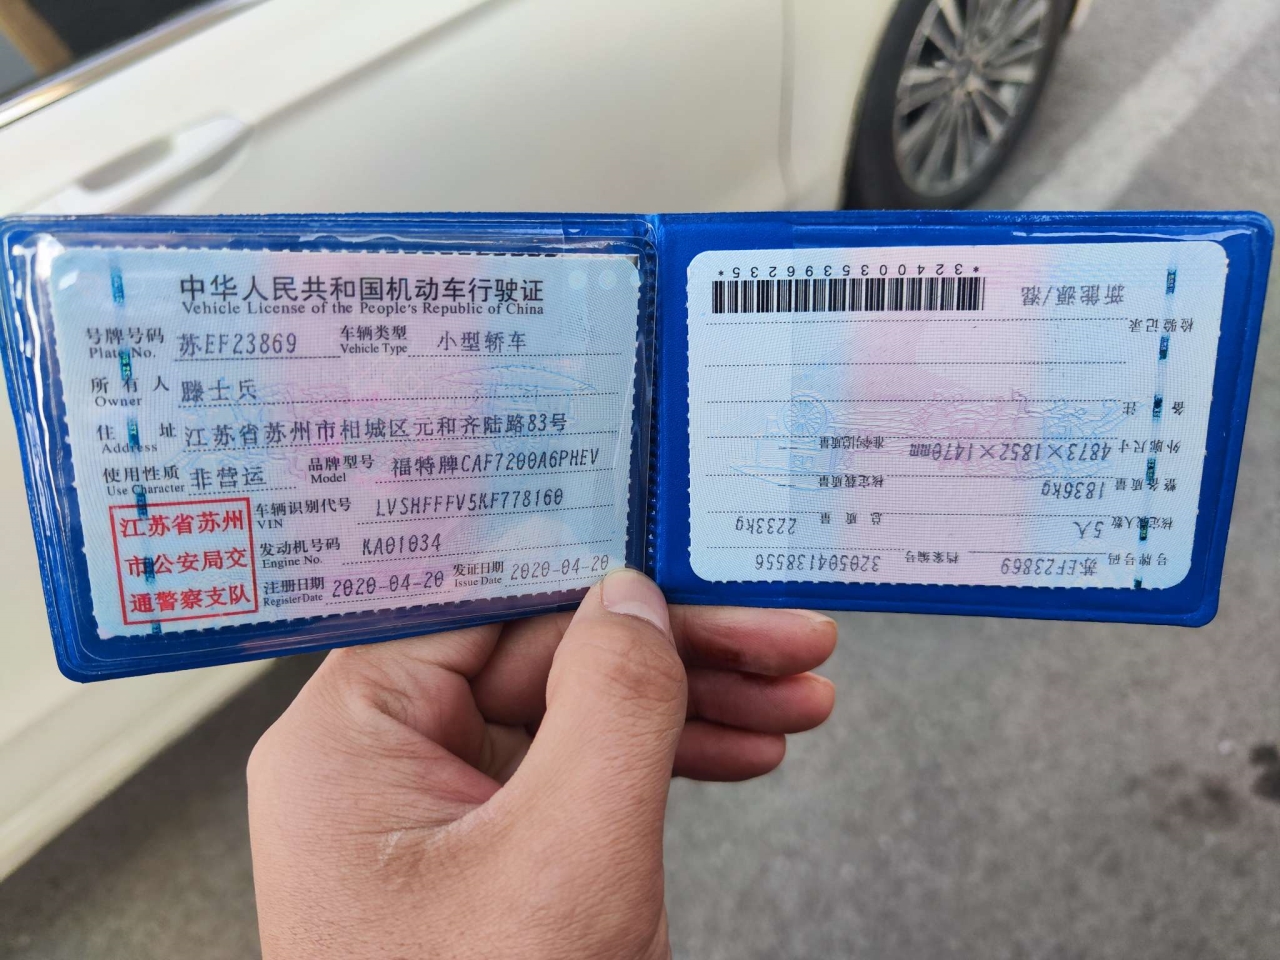 中华人民共和国机动车行驶证
Vehicle License of the People's Republic of China
号牌号码 苏EF23869 车辆类型 小型轿车
Plate No. Vehicle Type
所有人 滕士兵
Owner
住址 江苏省苏州市相城区元和齐陆路83号
Address
使用性质 非营运 品牌型号 福特牌CAF7200A6PHEV
Use Character Model
江苏省苏州
市公安局交
通警察支队
车辆识别代号 LVSHFFFV5KF778160
VIN
发动机号码 KA01034
Engine No.
注册日期 2020-04-20 发证日期 2020-04-20
Register Date Issue Date
号牌号码 苏EF23869 档案编号 320504138556
核定载人数 5人 总质量 2233kg
整备质量 1836kg 核定载质量
外廓尺寸 4873×1852×1470mm 准牵引总质量
备注
检验记录
新能源/混
*3240035396235*